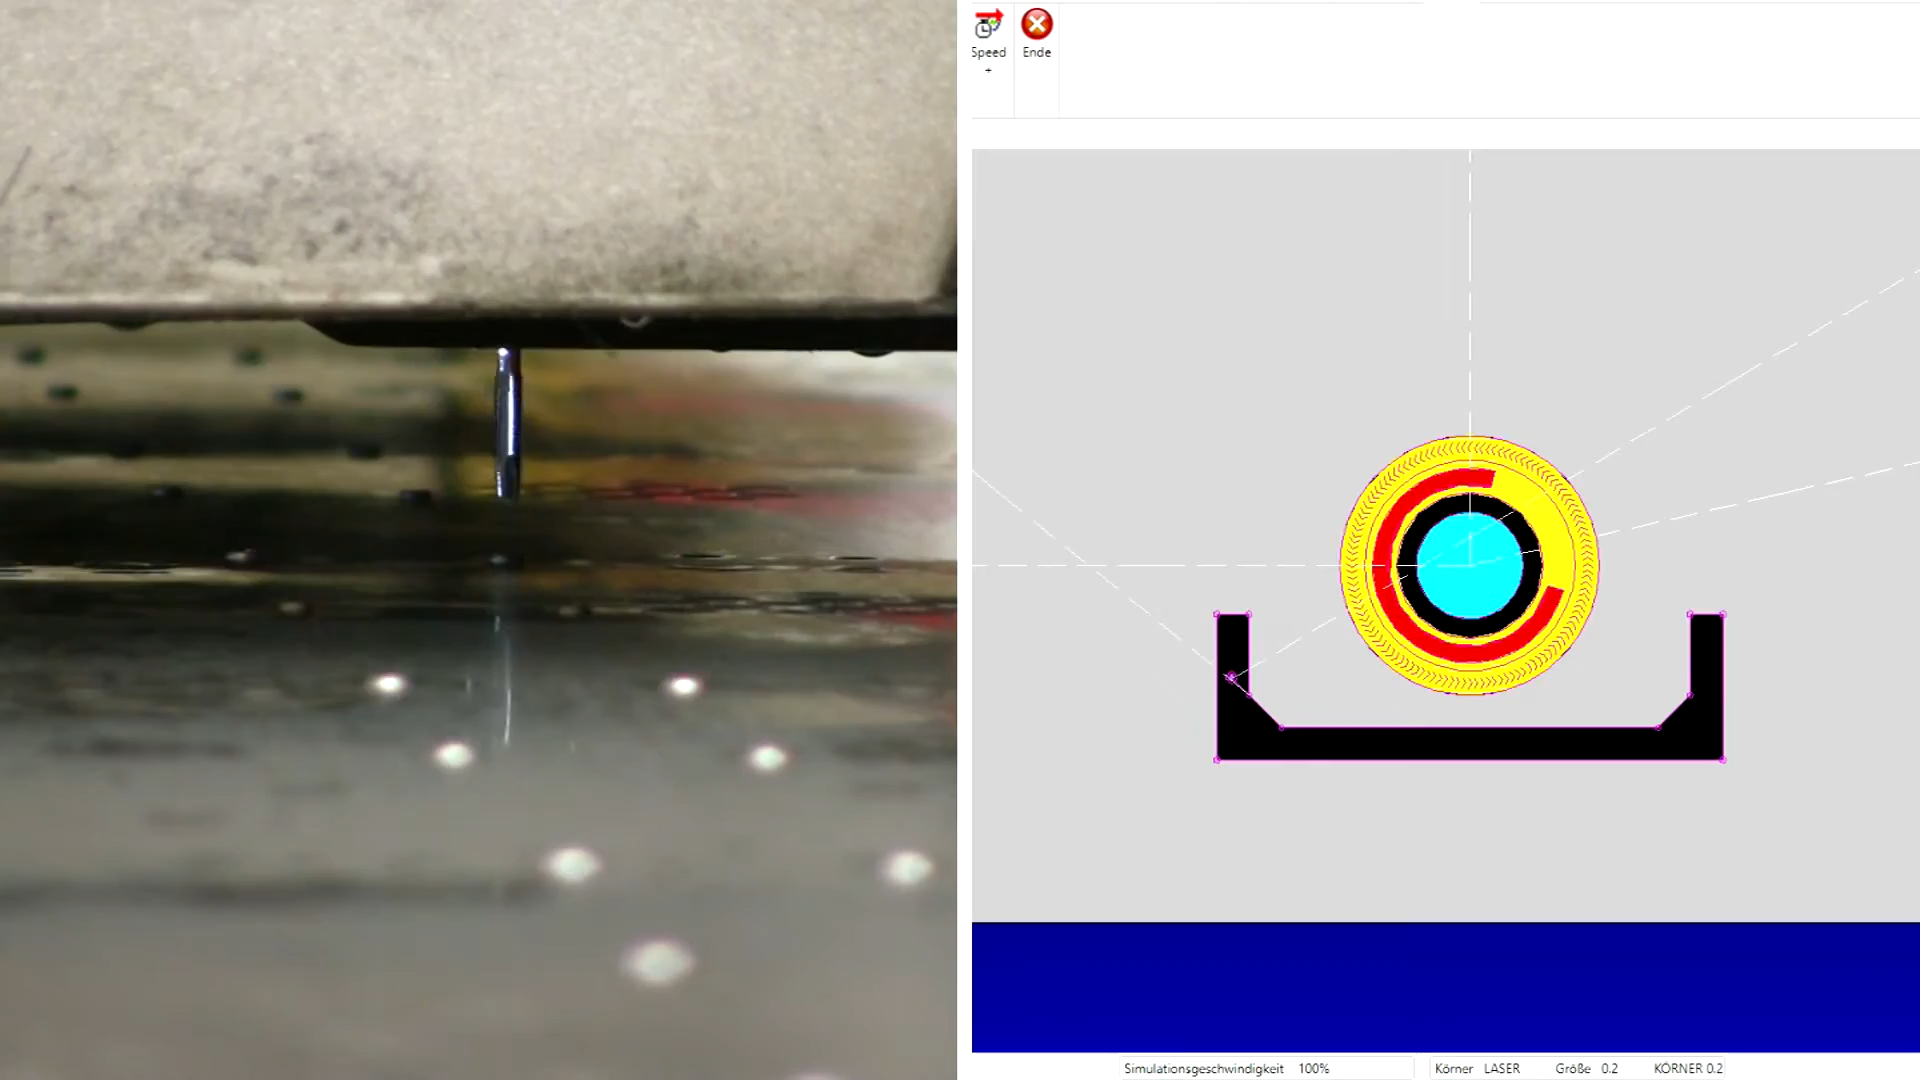 Speed
+
Ende
Simulationsgeschwindigkeit 100%
Körner LASER Größe 0.2 KÖRNER 0.2